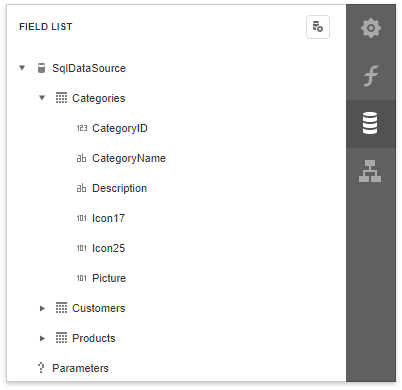 FIELD LIST
SqlDataSource
Categories
123 CategoryID
ab CategoryName
ab Description
101 Icon17
101 Icon25
101 Picture
Customers
Products
Parameters